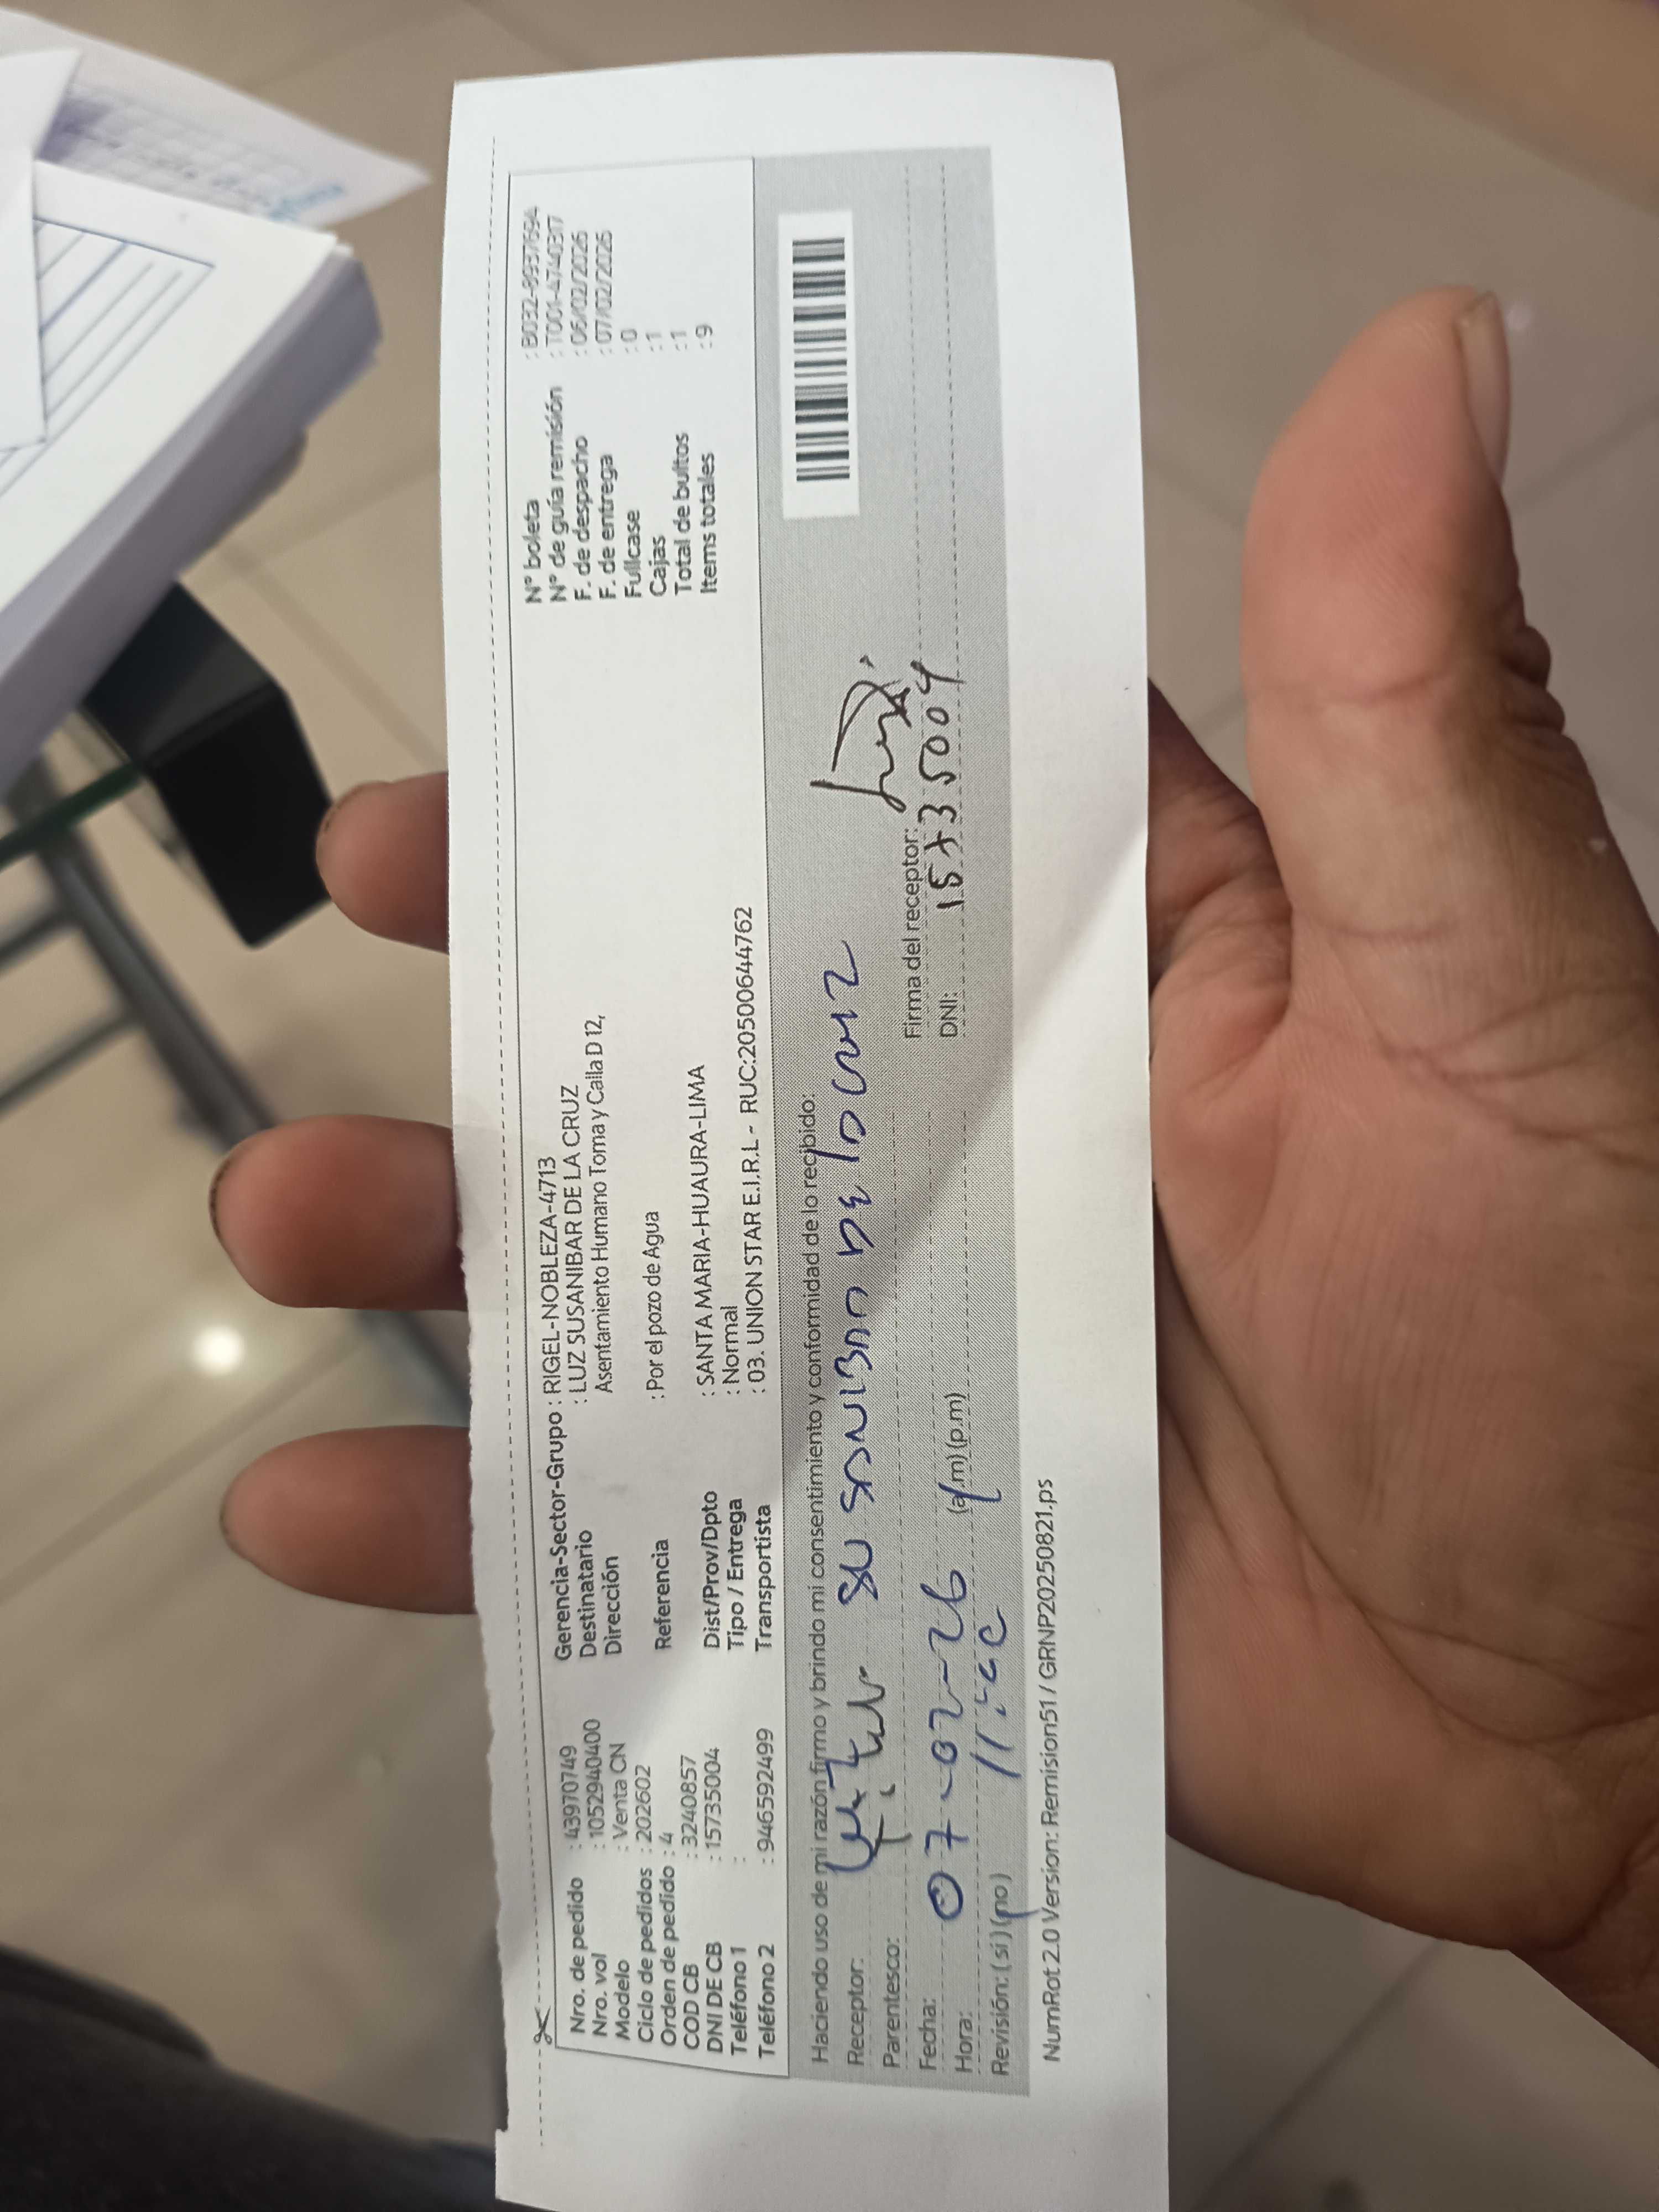 Nro. de pedido : 43970749
Nro. vol : 1052940400
Modelo : Venta CN
Ciclo de pedidos : 202602
Orden de pedido : 4
COD CB : 3240857
DNI DE CB : 15735004
Teléfono 1 :
Teléfono 2 : 946592499
Gerencia-Sector-Grupo : RIGEL-NOBLEZA-4713
Destinatario : LUZ SUSANIBAR DE LA CRUZ
Dirección Asentamiento Humano Toma y Calla D 12,
Referencia : Por el pozo de Agua
Dist/Prov/Dpto : SANTA MARIA-HUAURA-LIMA
Tipo / Entrega : Normal
Transportista : 03. UNION STAR E.I.R.L - RUC:20500644762
N° boleta : B032-8937694
N° de guía remisión : T001-4740317
F. de despacho : 06/02/2026
F. de entrega : 07/02/2026
Fullcase : 0
Cajas : 1
Total de bultos : 1
Items totales : 9
Haciendo uso de mi razón firmo y brindo mi consentimiento y conformidad de lo recibido:
Receptor:
Parentesco: Titular
Fecha: 07-02-26
Hora: (a.m) (p.m)
Revisión: (si) (no)
Firma del receptor:
DNI: 15735004
NumRot 2.0 Version: Remision51 / GRNP20250821.ps